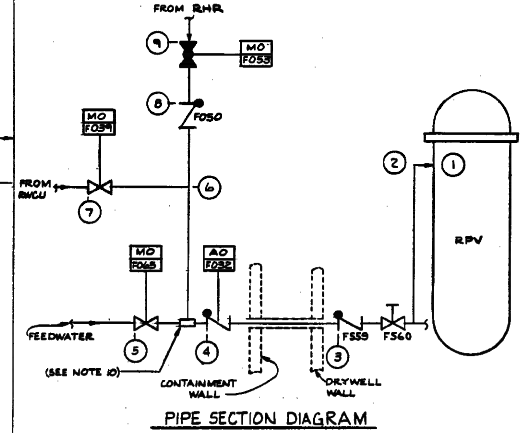 FROM RHR
9
MO
F053
8
F050
MO
F039
FROM
RWCU
7
6
2
1
RPV
MO
F065
AO
F032
FEEDWATER
5
4
3
F559
F560
(SEE NOTE 10)
CONTAINMENT
WALL
DRYWELL
WALL
PIPE SECTION DIAGRAM